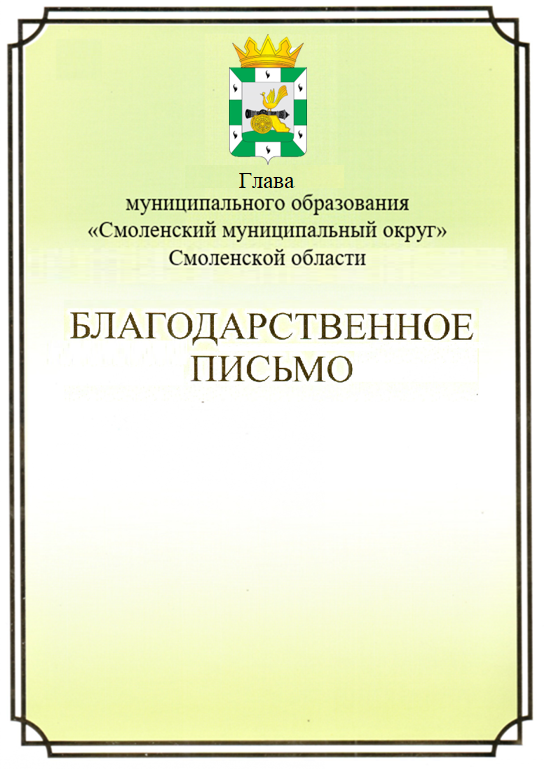 Глава
муниципального образования
«Смоленский муниципальный округ»
Смоленской области
БЛАГОДАРСТВЕННОЕ
ПИСЬМО